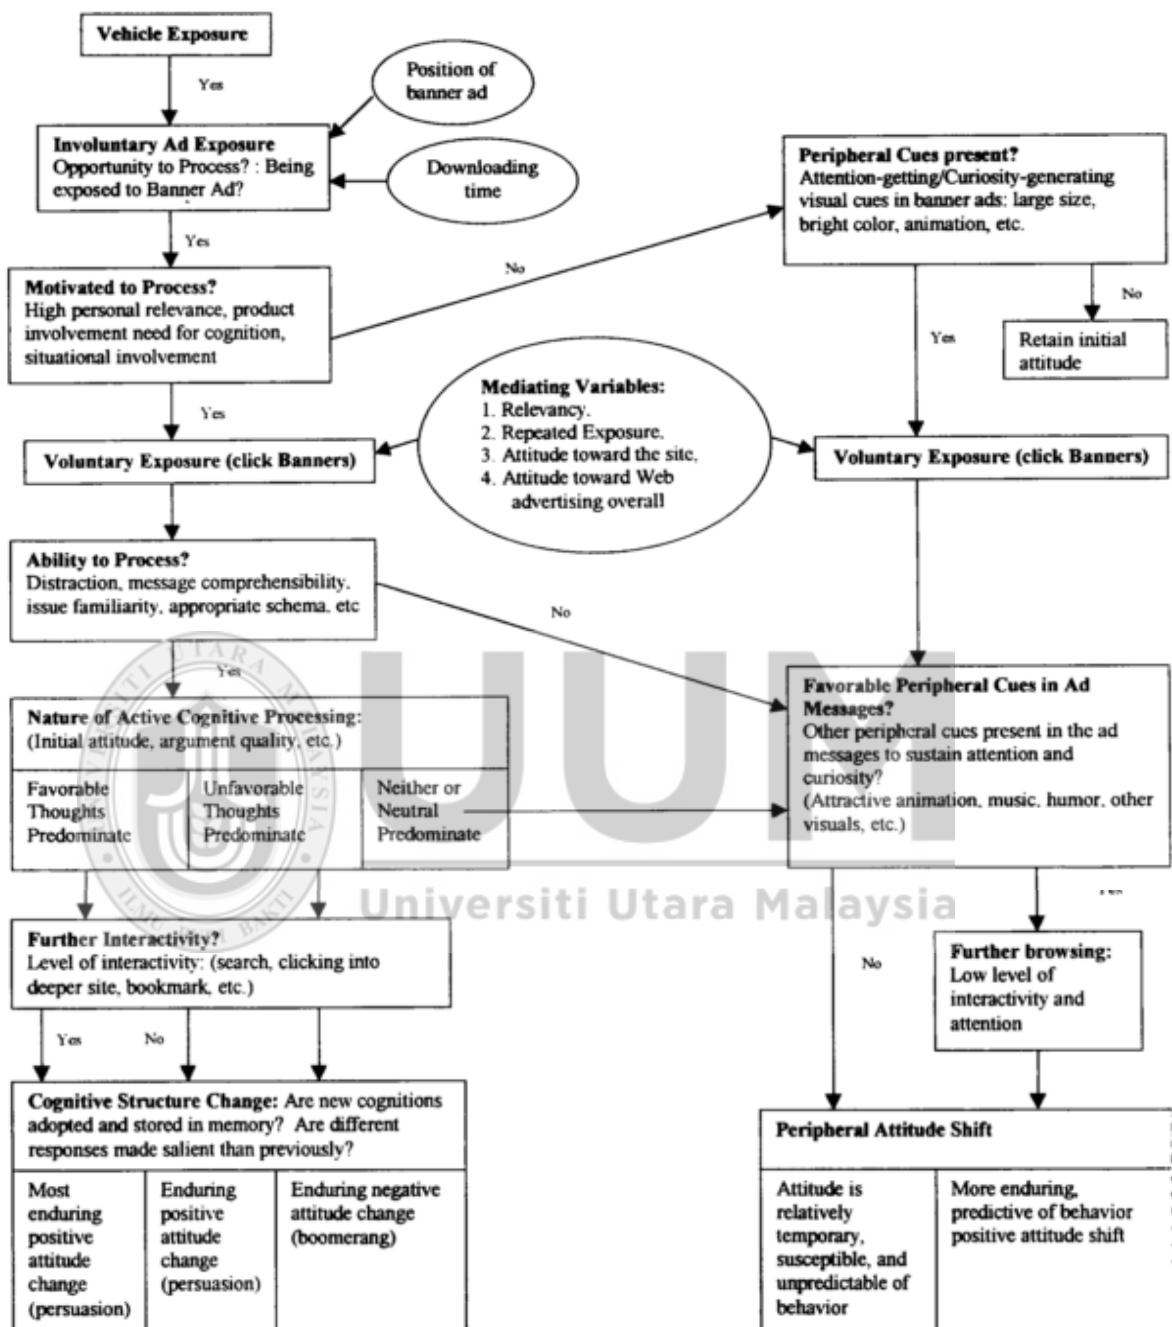 Vehicle Exposure
Yes
Position of
banner ad
Involuntary Ad Exposure
Opportunity to Process? : Being
exposed to Banner Ad?
Downloading
time
Yes
Peripheral Cues present?
Attention-getting/Curiosity-generating
visual cues in banner ads: large size,
bright color, animation, etc.
No
Motivated to Process?
High personal relevance, product
involvement need for cognition,
situational involvement
No
Yes
Retain initial
attitude
Mediating Variables:
1. Relevancy.
2. Repeated Exposure.
3. Attitude toward the site,
4. Attitude toward Web
advertising overall
Yes
Voluntary Exposure (click Banners)
Voluntary Exposure (click Banners)
Ability to Process?
Distraction, message comprehensibility,
issue familiarity, appropriate schema. etc
No
Yes
Nature of Active Cognitive Processing:
(Initial attitude, argument quality, etc.)
Favorable
Thoughts
Predominate
Unfavorable
Thoughts
Predominate
Neither or
Neutral
Predominate
Favorable Peripheral Cues in Ad
Messages?
Other peripheral cues present in the ad
messages to sustain attention and
curiosity?
(Attractive animation, music, humor, other
visuals, etc.)
UNIVERSITI UTARA MALAYSIA
ILMU BUDI BAKTI
UUM
Universiti Utara Malaysia
Yes
No
Further Interactivity?
Level of interactivity: (search, clicking into
deeper site, bookmark, etc.)
Further browsing:
Low level of
interactivity and
attention
Yes
No
Cognitive Structure Change: Are new cognitions
adopted and stored in memory? Are different
responses made salient than previously?
Most
enduring
positive
attitude
change
(persuasion)
Enduring
positive
attitude
change
(persuasion)
Enduring negative
attitude change
(boomerang)
Peripheral Attitude Shift
Attitude is
relatively
temporary,
susceptible, and
unpredictable of
behavior
More enduring,
predictive of behavior
positive attitude shift